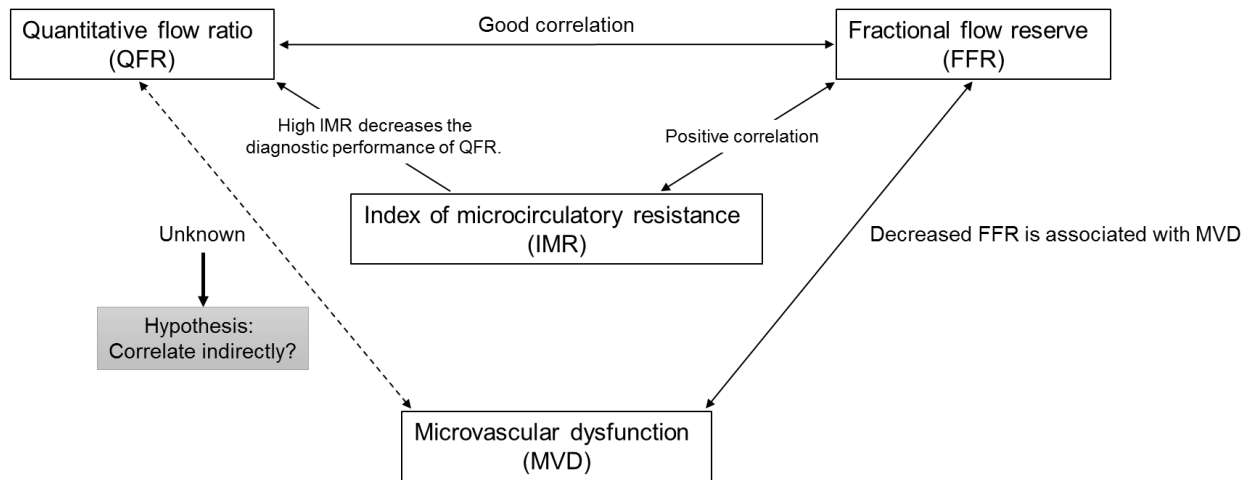 Quantitative flow ratio
(QFR)
Good correlation
Fractional flow reserve
(FFR)
High IMR decreases the
diagnostic performance of QFR.
Positive correlation
Index of microcirculatory resistance
(IMR)
Unknown
Decreased FFR is associated with MVD
Hypothesis:
Correlate indirectly?
Microvascular dysfunction
(MVD)